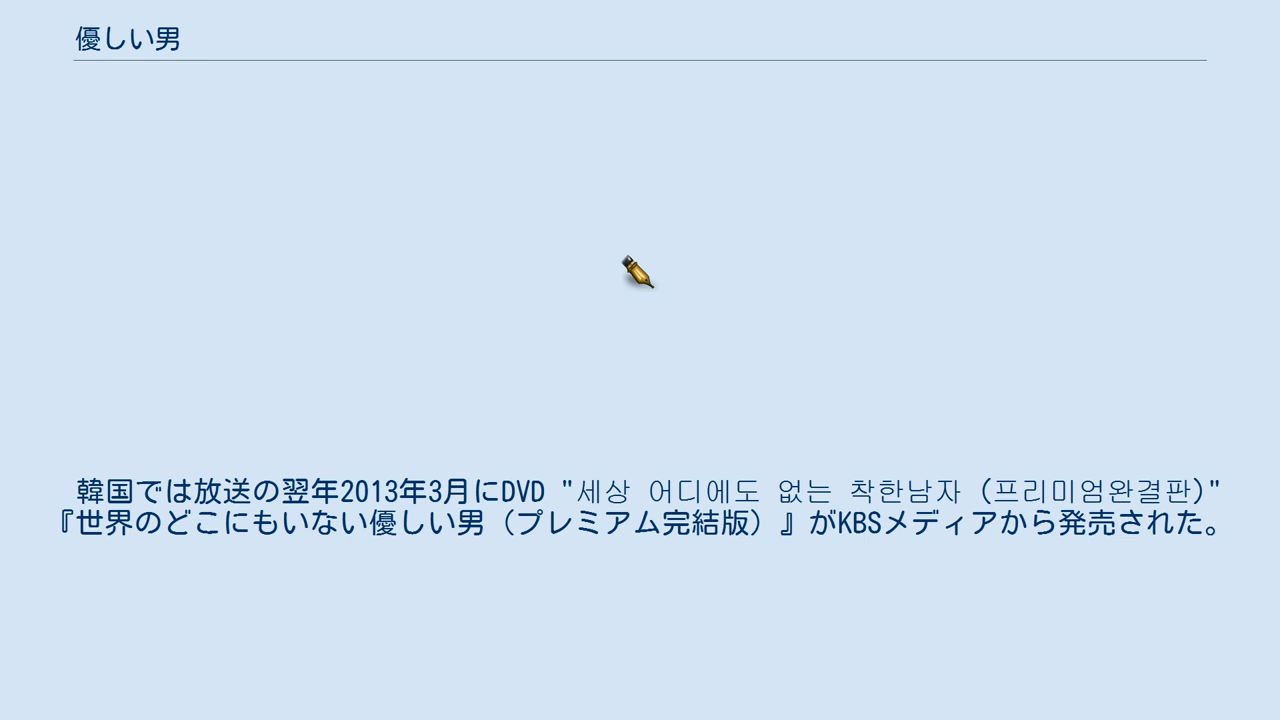 優しい男
韓国では放送の翌年2013年3月にDVD "세상 어디에도 없는 착한남자 (프리미엄완결판)"
『世界のどこにもいない優しい男（プレミアム完結版）』がKBSメディアから発売された。